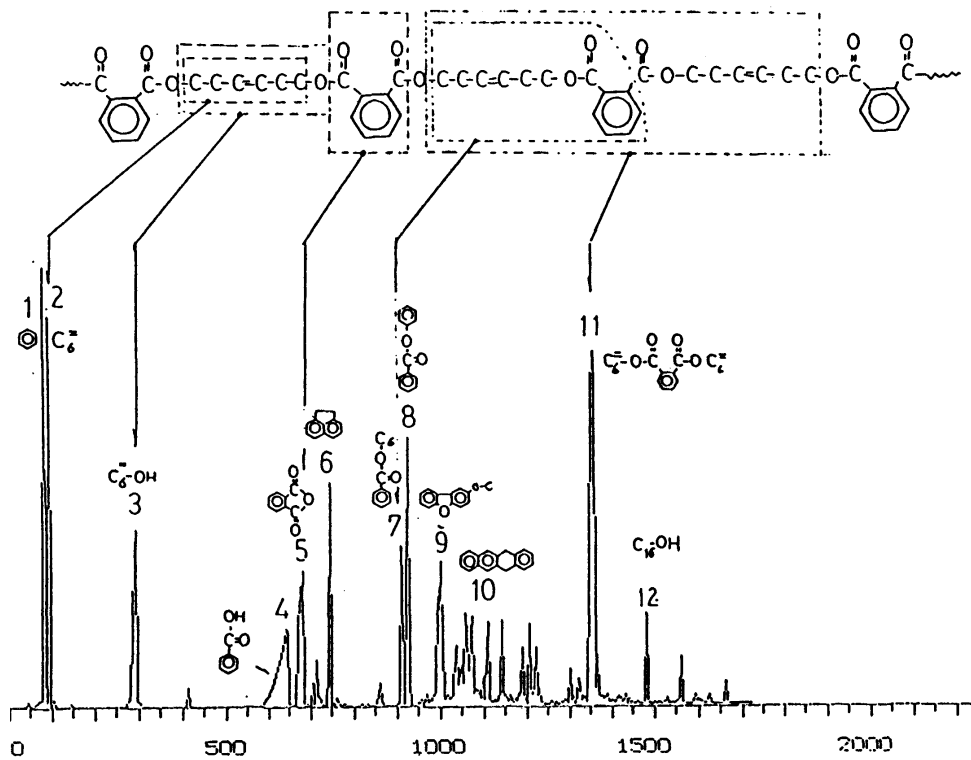 O O O O O O
C-O-C-C-C=C-C-C-O-C C-O-C-C-C=C-C-C-O-C C-O-C-C-C=C-C-C-O-C C
1 2
C₆⁼
3
C₆⁼-OH
4
OH
C=O
5
O
C
O
C
O
6
7
C₆
O
C=O
8
O
C=O
9
O-C
O
10
11
O O
C₆⁼-O-C C-O C₆⁼
12
C₁₆-OH
0 500 1000 1500 2000